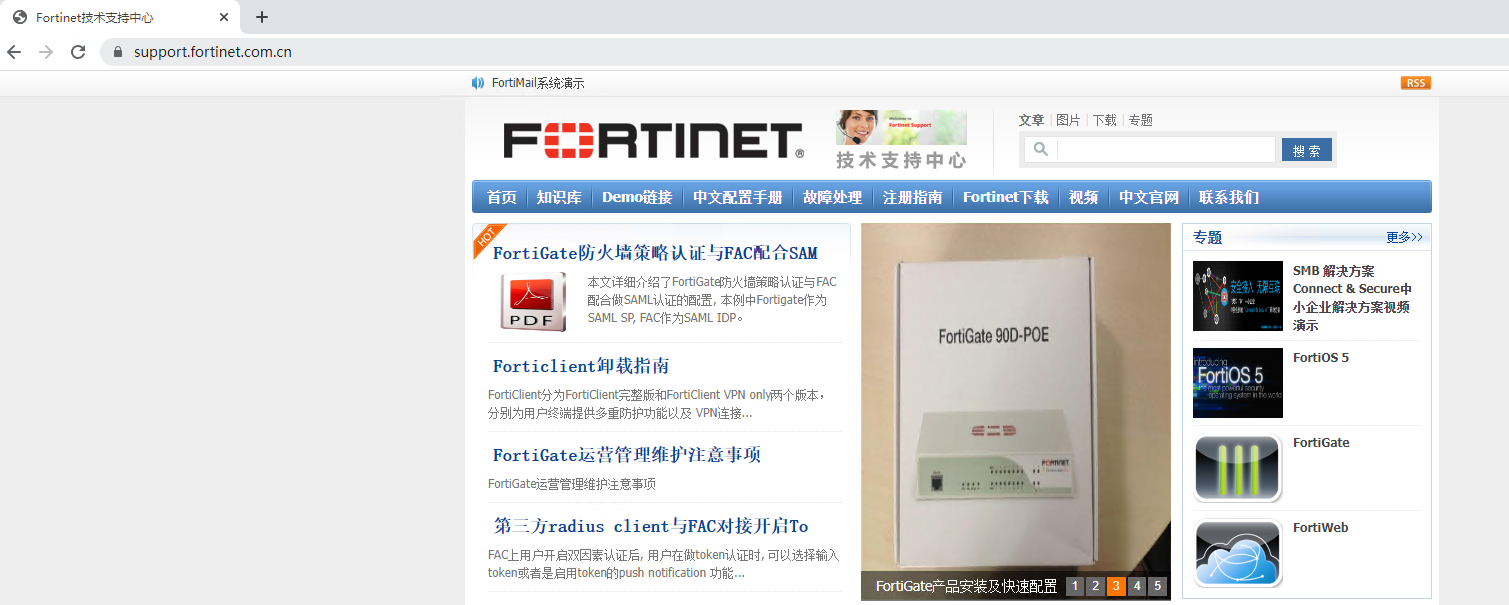 Fortinet技术支持中心
support.fortinet.com.cn
FortiMail系统演示
RSS
FORTINET®
Welcome to
Fortinet Support
技术支持中心
文章 | 图片 | 下载 | 专题
搜索
首页 知识库 Demo链接 中文配置手册 故障处理 注册指南 Fortinet下载 视频 中文官网 联系我们
HOT
FortiGate防火墙策略认证与FAC配合SAM
PDF
本文详细介绍了FortiGate防火墙策略认证与FAC
配合做SAML认证的配置, 本例中Fortigate作为
SAML SP, FAC作为SAML IDP。
Forticlient卸载指南
FortiClient分为FortiClient完整版和FortiClient VPN only两个版本，
分别为用户终端提供多重防护功能以及 VPN连接...
FortiGate运营管理维护注意事项
FortiGate运营管理维护注意事项
第三方radius client与FAC对接开启To
FAC上用户开启双因素认证后, 用户在做token认证时, 可以选择输入
token或者是启用token的push notification 功能...
FortiGate 90D-POE
FORTINET
FortiGate产品安装及快速配置 1 2 3 4 5
专题 更多>>
安全接入 无限互联
SMB 解决方案
Connect & Secure中
小企业解决方案视频
演示
introducing
FortiOS 5
the most powerful security
operating system in the world
FortiOS 5
FortiGate
FortiWeb